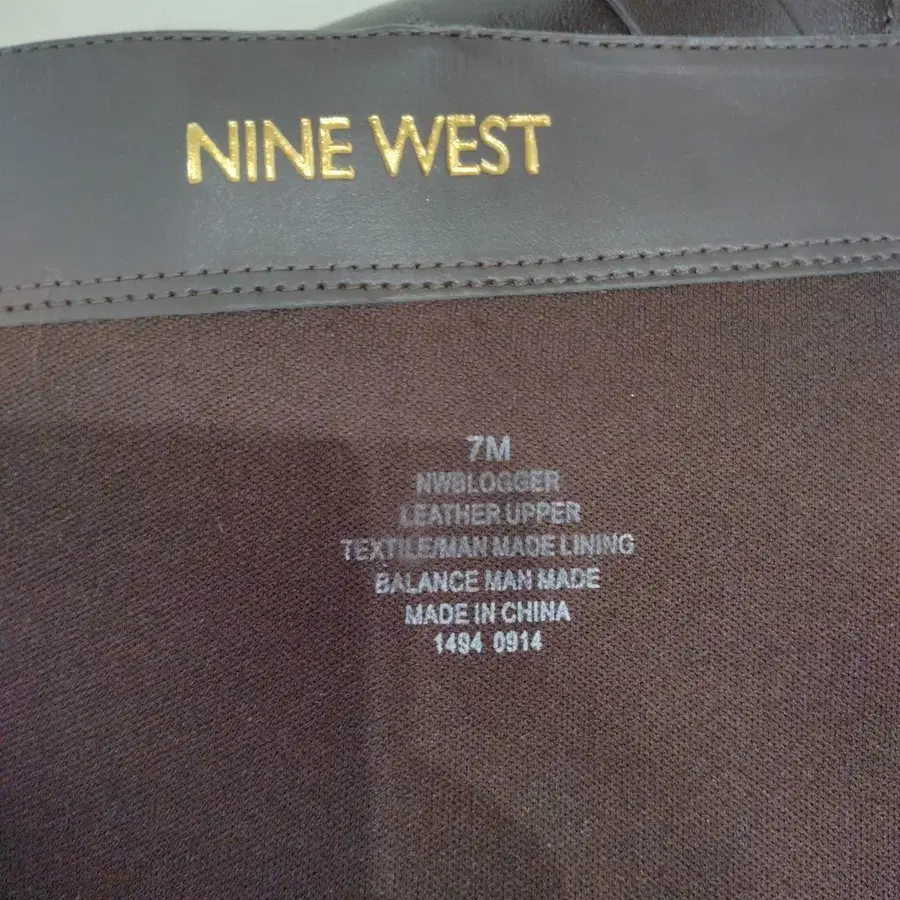 NINE WEST
7M
NWBLOGGER
LEATHER UPPER
TEXTILE/MAN MADE LINING
BALANCE MAN MADE
MADE IN CHINA
1494 0914